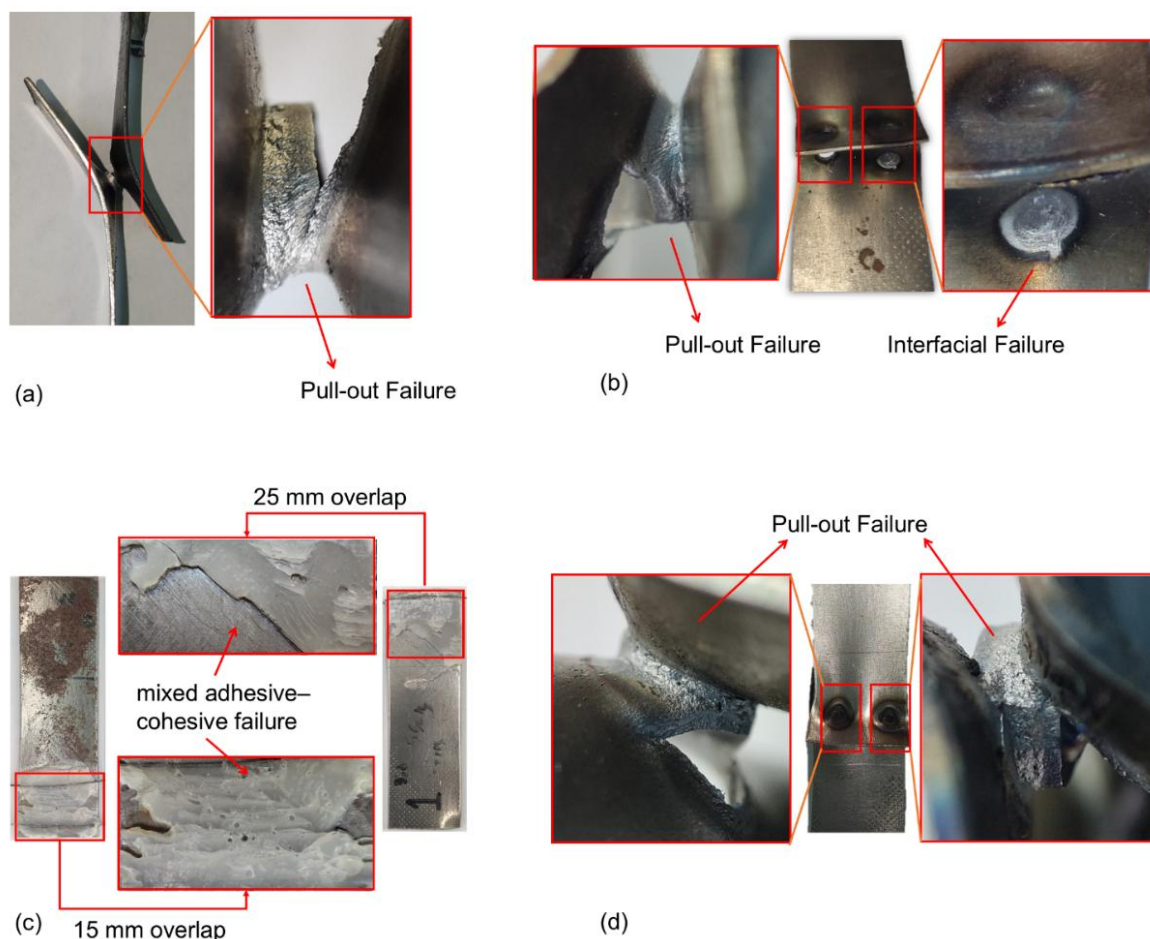 Pull-out Failure
(a)
Pull-out Failure
Interfacial Failure
(b)
25 mm overlap
mixed adhesive–
cohesive failure
1
15 mm overlap
(c)
Pull-out Failure
(d)